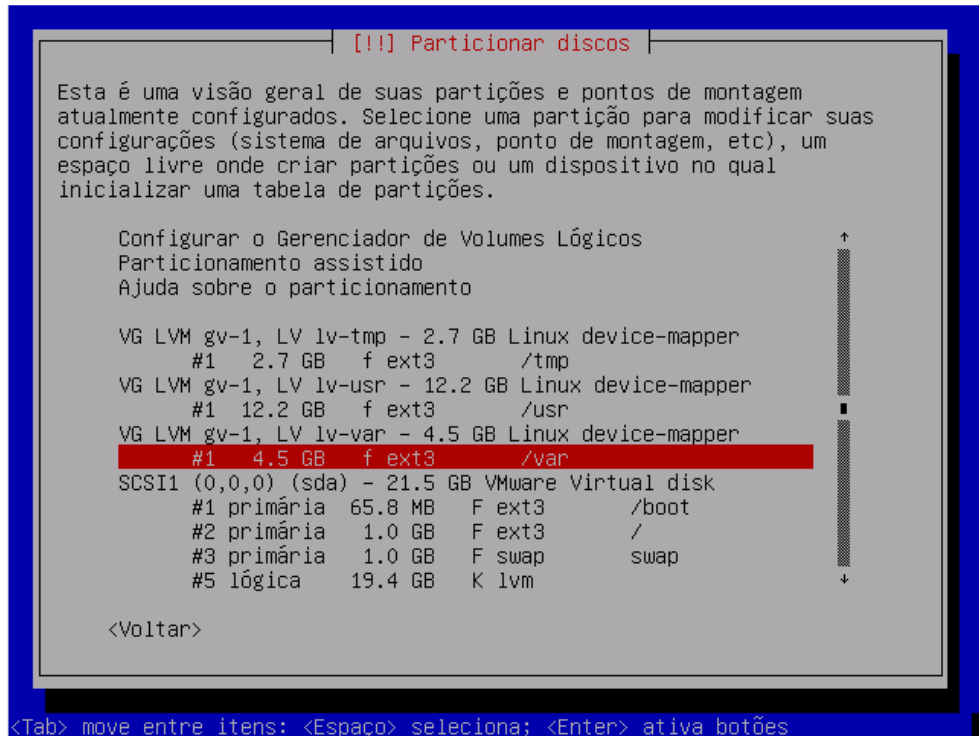 [!!] Particionar discos
Esta é uma visão geral de suas partições e pontos de montagem
atualmente configurados. Selecione uma partição para modificar suas
configurações (sistema de arquivos, ponto de montagem, etc), um
espaço livre onde criar partições ou um dispositivo no qual
inicializar uma tabela de partições.
Configurar o Gerenciador de Volumes Lógicos
Particionamento assistido
Ajuda sobre o particionamento
VG LVM gv-1, LV lv-tmp - 2.7 GB Linux device-mapper
#1 2.7 GB f ext3 /tmp
VG LVM gv-1, LV lv-usr - 12.2 GB Linux device-mapper
#1 12.2 GB f ext3 /usr
VG LVM gv-1, LV lv-var - 4.5 GB Linux device-mapper
#1 4.5 GB f ext3 /var
SCSI1 (0,0,0) (sda) - 21.5 GB VMware Virtual disk
#1 primária 65.8 MB F ext3 /boot
#2 primária 1.0 GB F ext3 /
#3 primária 1.0 GB F swap swap
#5 lógica 19.4 GB K lvm
<Voltar>
<Tab> move entre itens: <Espaço> seleciona; <Enter> ativa botões